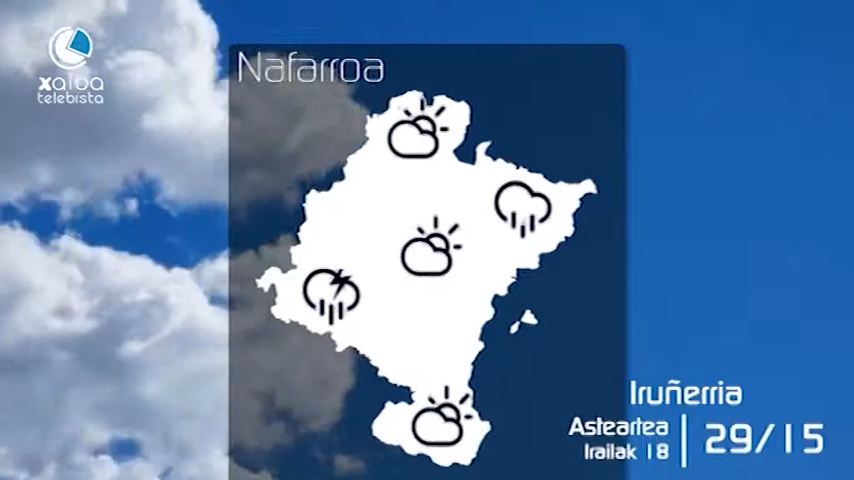 xaloa
telebista
Nafarroa
Iruñerria
Asteartea
Irailak 18
29/15